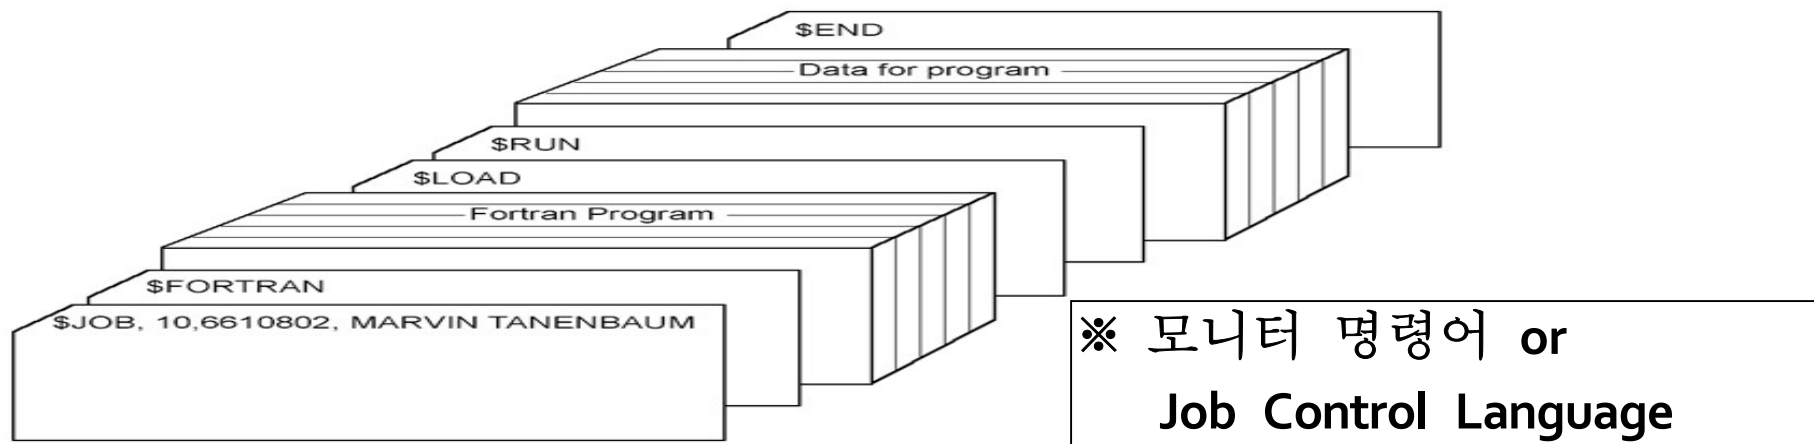 $END
Data for program
$RUN
$LOAD
Fortran Program
$FORTRAN
$JOB, 10,6610802, MARVIN TANENBAUM
※ 모니터 명령어 or
Job Control Language